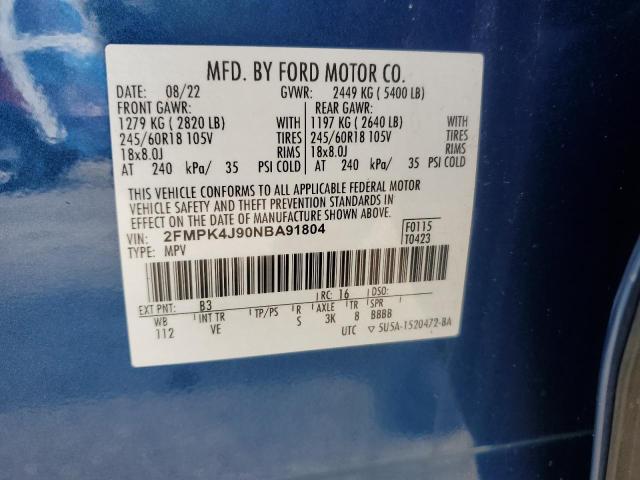 MFD. BY FORD MOTOR CO.
DATE: 08/22 GVWR: 2449 KG ( 5400 LB)
FRONT GAWR: REAR GAWR:
1279 KG ( 2820 LB) WITH 1197 KG ( 2640 LB) WITH
245/60R18 105V TIRES 245/60R18 105V TIRES
18x8.0J RIMS 18x8.0J RIMS
AT 240 kPa/ 35 PSI COLD AT 240 kPa/ 35 PSI COLD
THIS VEHICLE CONFORMS TO ALL APPLICABLE FEDERAL MOTOR
VEHICLE SAFETY AND THEFT PREVENTION STANDARDS IN
EFFECT ON THE DATE OF MANUFACTURE SHOWN ABOVE.
VIN: 2FMPK4J90NBA91804 F0115
TYPE: MPV T0423
EXT PNT: B3 RC: 16 DSO:
WB INT TR TP/PS R AXLE TR SPR
112 VE S 3K 8 BBBB
UTC ▽ 5U5A-1520472-BA